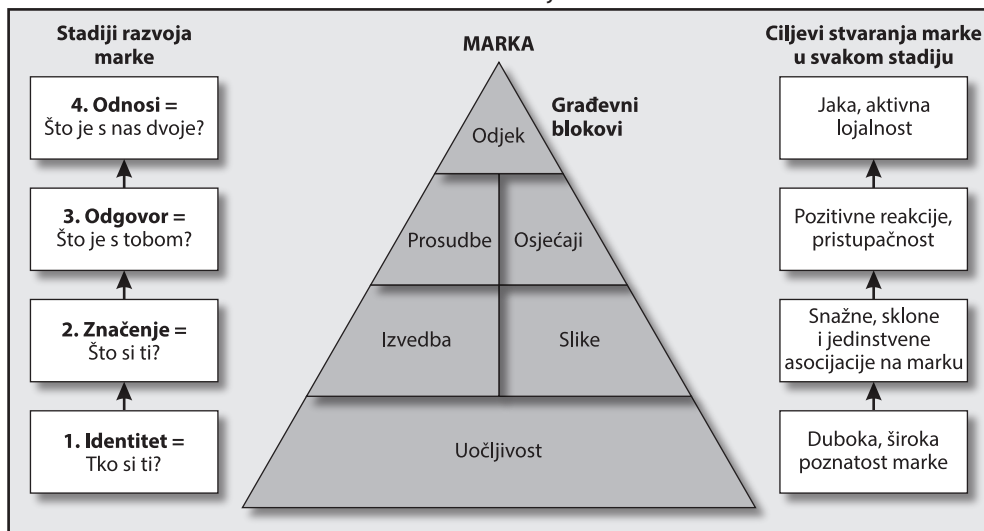 Stadiji razvoja
marke
4. Odnosi =
Što je s nas dvoje?
3. Odgovor =
Što je s tobom?
2. Značenje =
Što si ti?
1. Identitet =
Tko si ti?
MARKA
Građevni
blokovi
Odjek
Prosudbe
Osjećaji
Izvedba
Slike
Uočljivost
Ciljevi stvaranja marke
u svakom stadiju
Jaka, aktivna
lojalnost
Pozitivne reakcije,
pristupačnost
Snažne, sklone
i jedinstvene
asocijacije na marku
Duboka, široka
poznatost marke